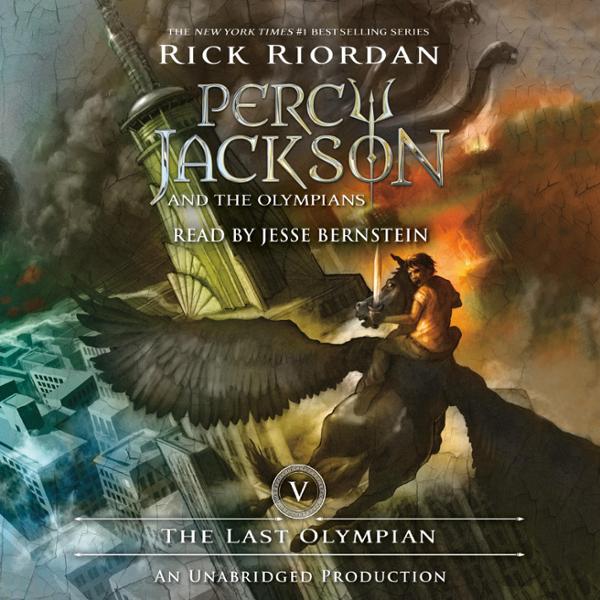 THE NEW YORK TIMES #1 BESTSELLING SERIES
RICK RIORDAN
PERCY
JACKSON
AND THE OLYMPIANS
READ BY JESSE BERNSTEIN
V
THE LAST OLYMPIAN
AN UNABRIDGED PRODUCTION